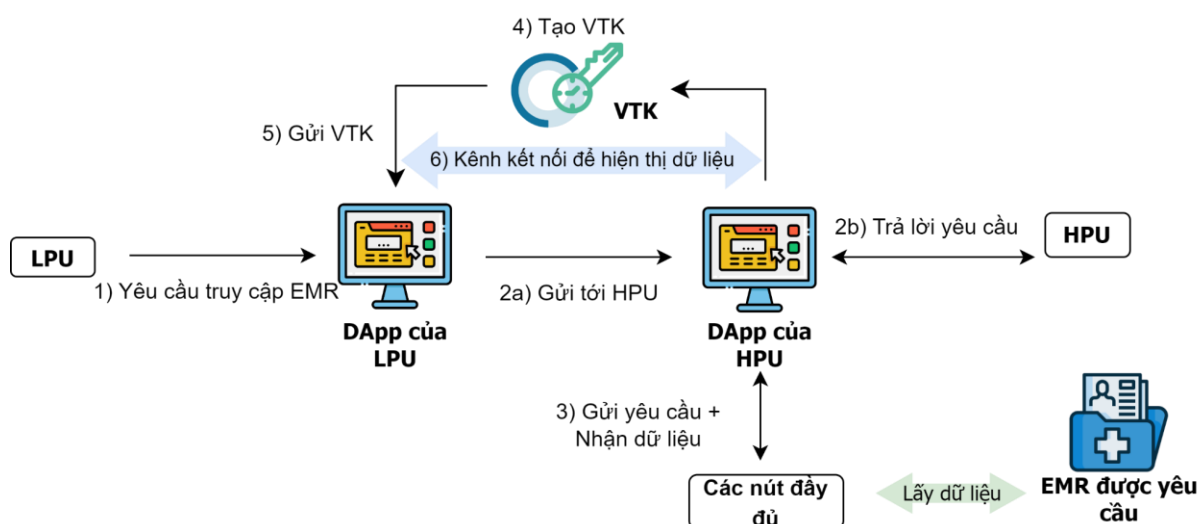 4) Tạo VTK
VTK
5) Gửi VTK
6) Kênh kết nối để hiện thị dữ liệu
LPU
1) Yêu cầu truy cập EMR
DApp của
LPU
2a) Gửi tới HPU
DApp của
HPU
2b) Trả lời yêu cầu
HPU
3) Gửi yêu cầu +
Nhận dữ liệu
Các nút đầy
đủ
Lấy dữ liệu
EMR được yêu
cầu